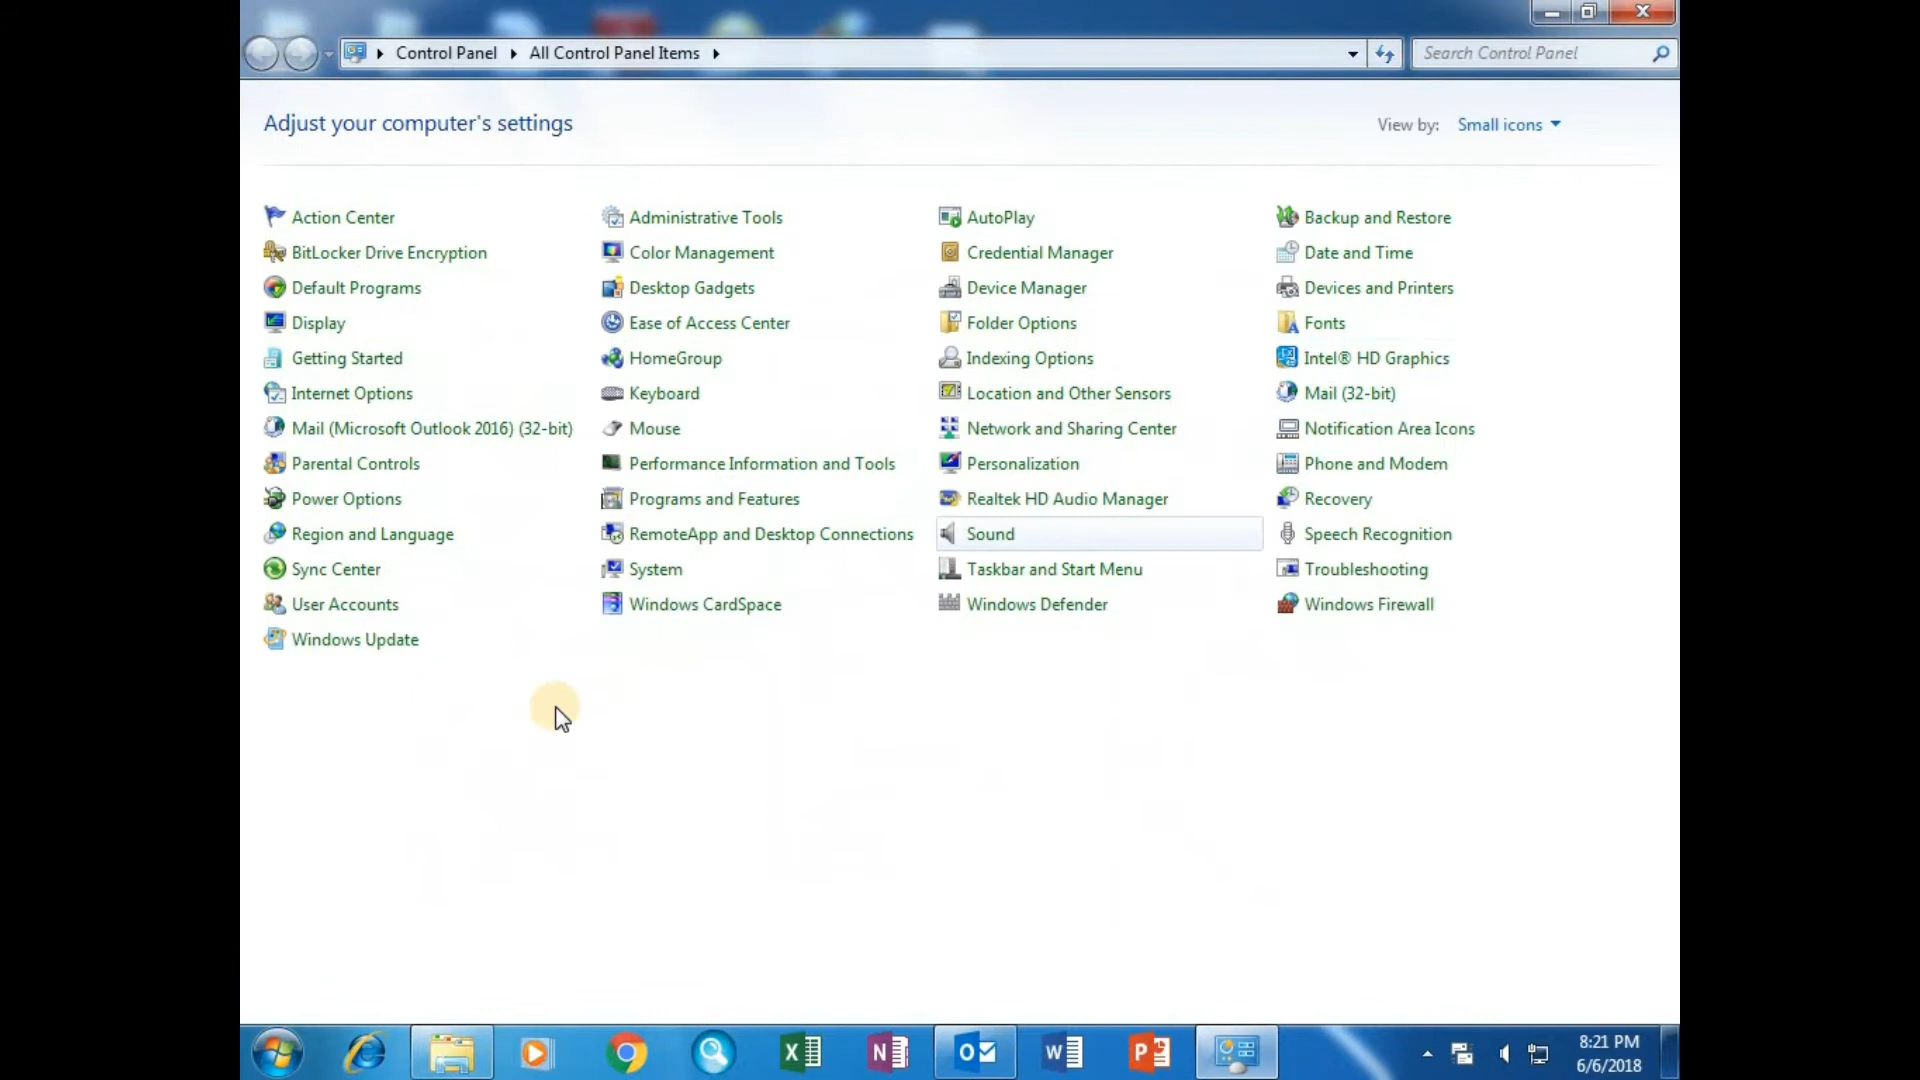 Control Panel All Control Panel Items Search Control Panel
Adjust your computer's settings View by: Small icons
Action Center Administrative Tools AutoPlay Backup and Restore
BitLocker Drive Encryption Color Management Credential Manager Date and Time
Default Programs Desktop Gadgets Device Manager Devices and Printers
Display Ease of Access Center Folder Options Fonts
Getting Started HomeGroup Indexing Options Intel® HD Graphics
Internet Options Keyboard Location and Other Sensors Mail (32-bit)
Mail (Microsoft Outlook 2016) (32-bit) Mouse Network and Sharing Center Notification Area Icons
Parental Controls Performance Information and Tools Personalization Phone and Modem
Power Options Programs and Features Realtek HD Audio Manager Recovery
Region and Language RemoteApp and Desktop Connections Sound Speech Recognition
Sync Center System Taskbar and Start Menu Troubleshooting
User Accounts Windows CardSpace Windows Defender Windows Firewall
Windows Update
8:21 PM
6/6/2018